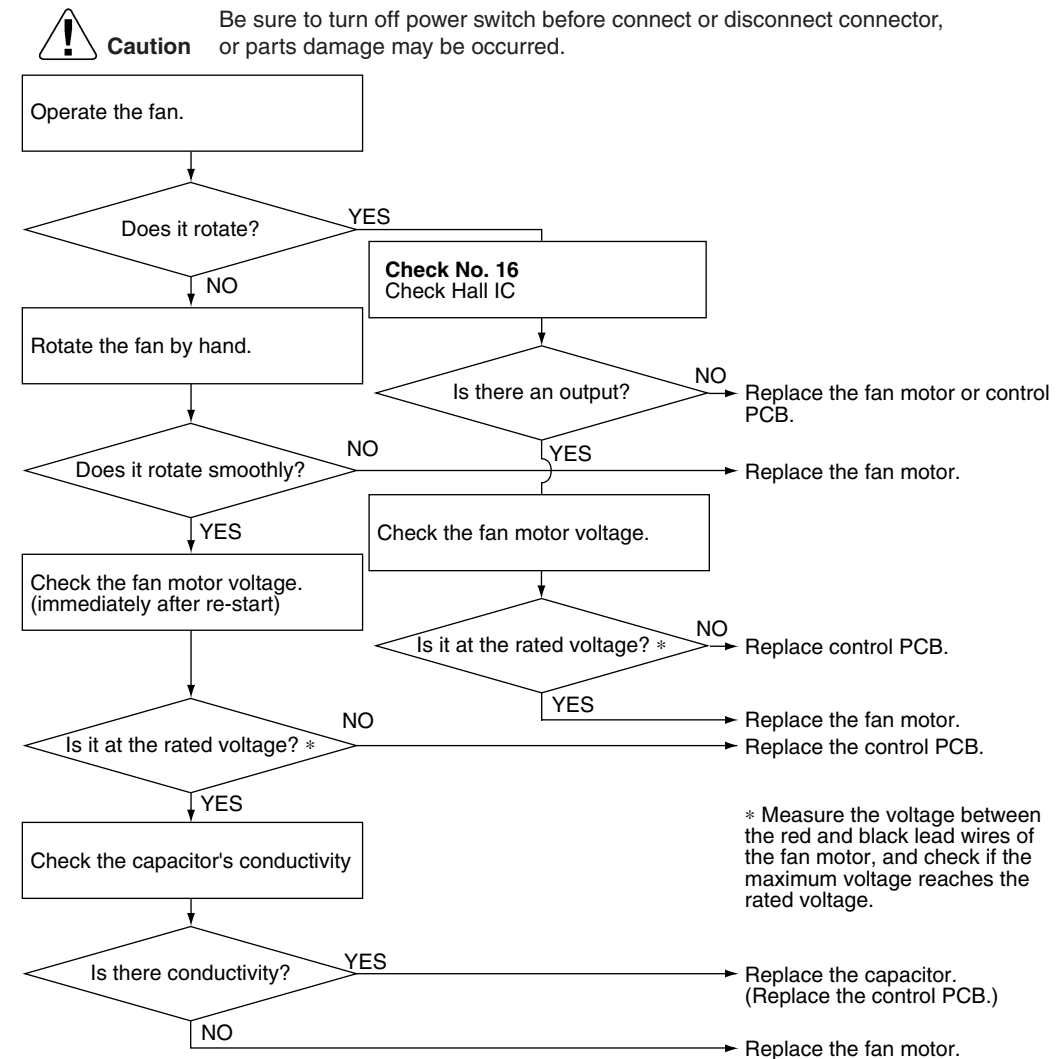 Be sure to turn off power switch before connect or disconnect connector,
Caution or parts damage may be occurred.
Operate the fan.
Does it rotate?
YES
NO
Check No. 16
Check Hall IC
Rotate the fan by hand.
Is there an output?
NO
Replace the fan motor or control
PCB.
YES
Does it rotate smoothly?
NO
Replace the fan motor.
YES
Check the fan motor voltage.
Check the fan motor voltage.
(immediately after re-start)
Is it at the rated voltage? *
NO
Replace control PCB.
YES
Replace the fan motor.
Is it at the rated voltage? *
NO
Replace the control PCB.
YES
* Measure the voltage between
the red and black lead wires of
the fan motor, and check if the
maximum voltage reaches the
rated voltage.
Check the capacitor's conductivity
Is there conductivity?
YES
Replace the capacitor.
(Replace the control PCB.)
NO
Replace the fan motor.